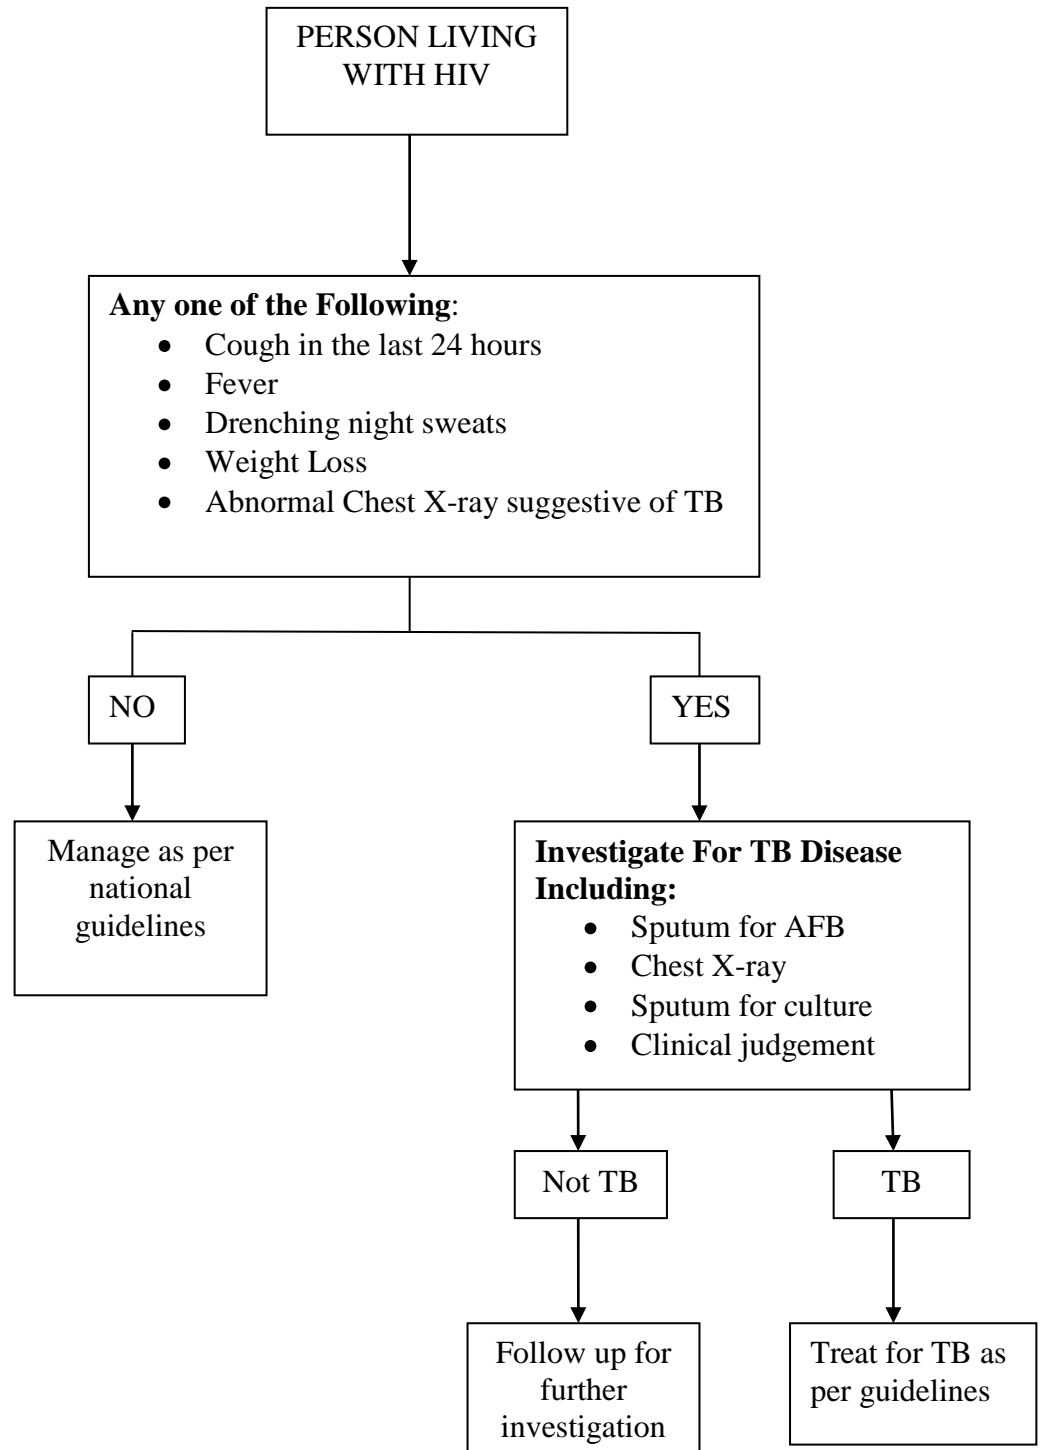 PERSON LIVING
WITH HIV
Any one of the Following:
• Cough in the last 24 hours
• Fever
• Drenching night sweats
• Weight Loss
• Abnormal Chest X-ray suggestive of TB
NO
YES
Manage as per
national
guidelines
Investigate For TB Disease
Including:
• Sputum for AFB
• Chest X-ray
• Sputum for culture
• Clinical judgement
Not TB
TB
Follow up for
further
investigation
Treat for TB as
per guidelines